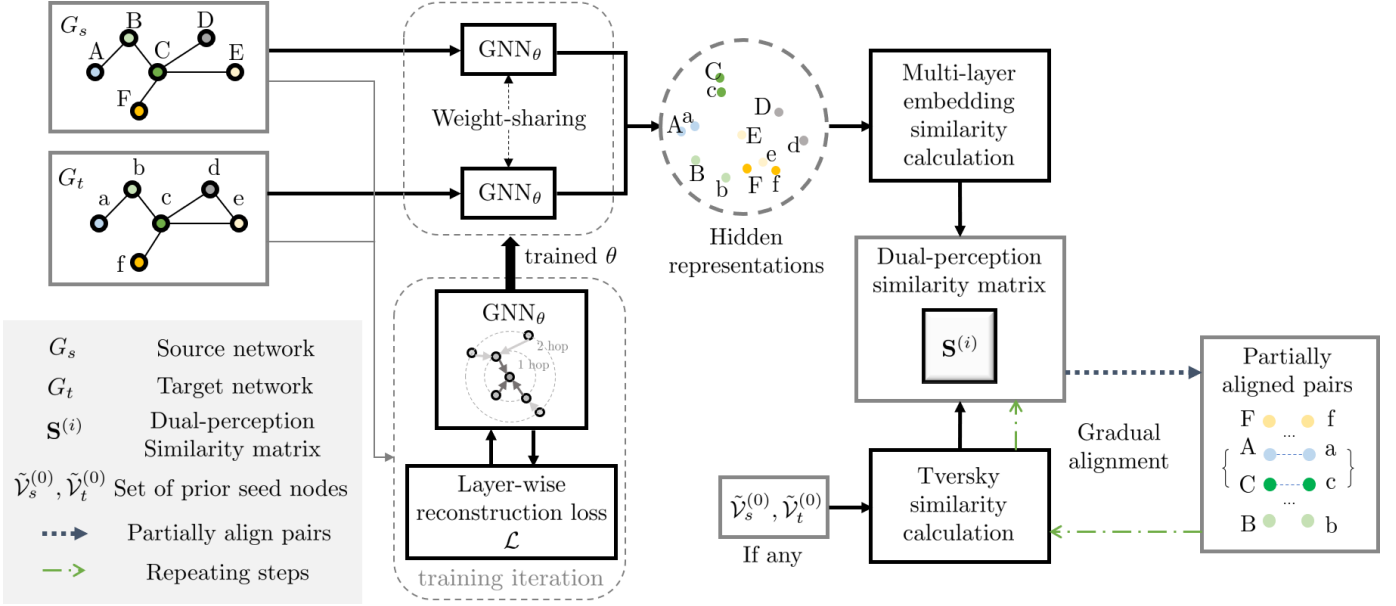 G_s
A
B
C
D
E
F
G_t
a
b
c
d
e
f
GNN_θ
Weight-sharing
GNN_θ
trained θ
GNN_θ
2 hop
1 hop
Layer-wise
reconstruction loss
ℒ
training iteration
C
c
D
A
a
E
d
B
b
F
e
f
Hidden
representations
Multi-layer
embedding
similarity
calculation
Dual-perception
similarity matrix
S^(i)
Tversky
similarity
calculation
Ṽ_s^(0), Ṽ_t^(0)
If any
Gradual
alignment
Partially
aligned pairs
F f
...
A a
C c
...
B b
G_s Source network
G_t Target network
S^(i) Dual-perception
Similarity matrix
Ṽ_s^(0), Ṽ_t^(0) Set of prior seed nodes
Partially align pairs
Repeating steps